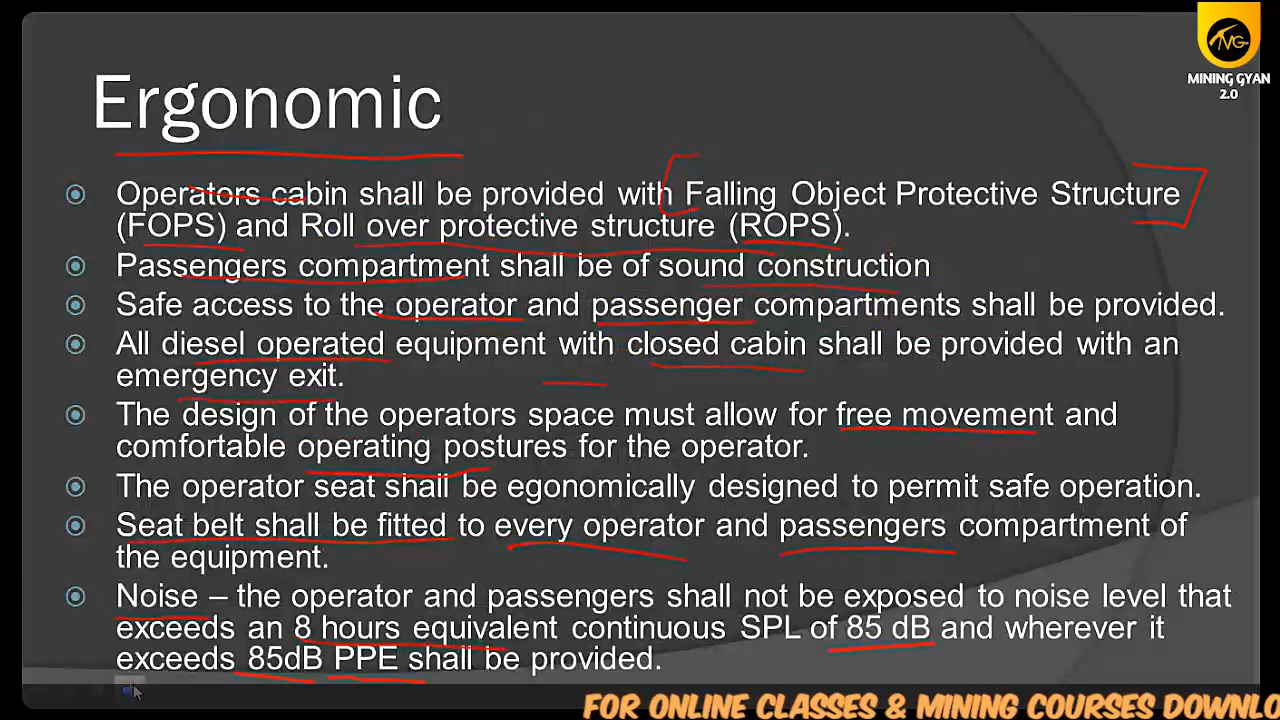 MINING GYAN
2.0
Ergonomic
Operators cabin shall be provided with Falling Object Protective Structure
(FOPS) and Roll over protective structure (ROPS).
Passengers compartment shall be of sound construction
Safe access to the operator and passenger compartments shall be provided.
All diesel operated equipment with closed cabin shall be provided with an
emergency exit.
The design of the operators space must allow for free movement and
comfortable operating postures for the operator.
The operator seat shall be egonomically designed to permit safe operation.
Seat belt shall be fitted to every operator and passengers compartment of
the equipment.
Noise – the operator and passengers shall not be exposed to noise level that
exceeds an 8 hours equivalent continuous SPL of 85 dB and wherever it
exceeds 85dB PPE shall be provided.
FOR ONLINE CLASSES & MINING COURSES DOWNLO